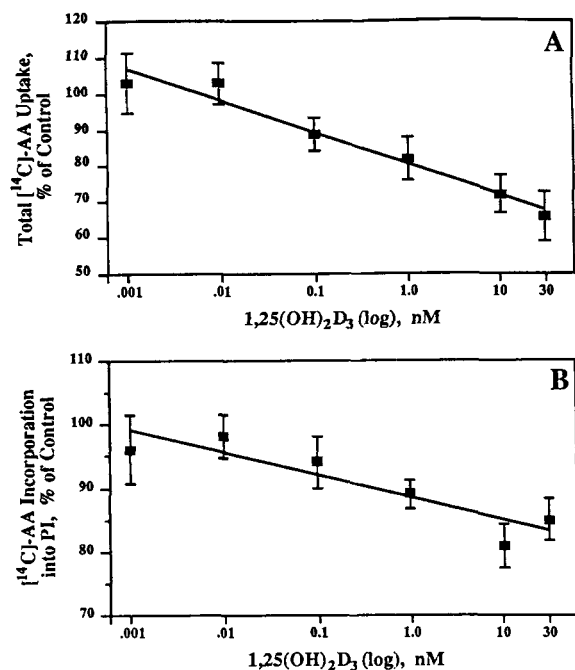 A
Total [¹⁴C]-AA Uptake,
% of Control
120
110
100
90
80
70
60
50
.001 .01 0.1 1.0 10 30
1,25(OH)₂D₃ (log), nM
B
[¹⁴C]-AA Incorporation
into PI, % of Control
110
100
90
80
70
.001 .01 0.1 1.0 10 30
1,25(OH)₂D₃ (log), nM